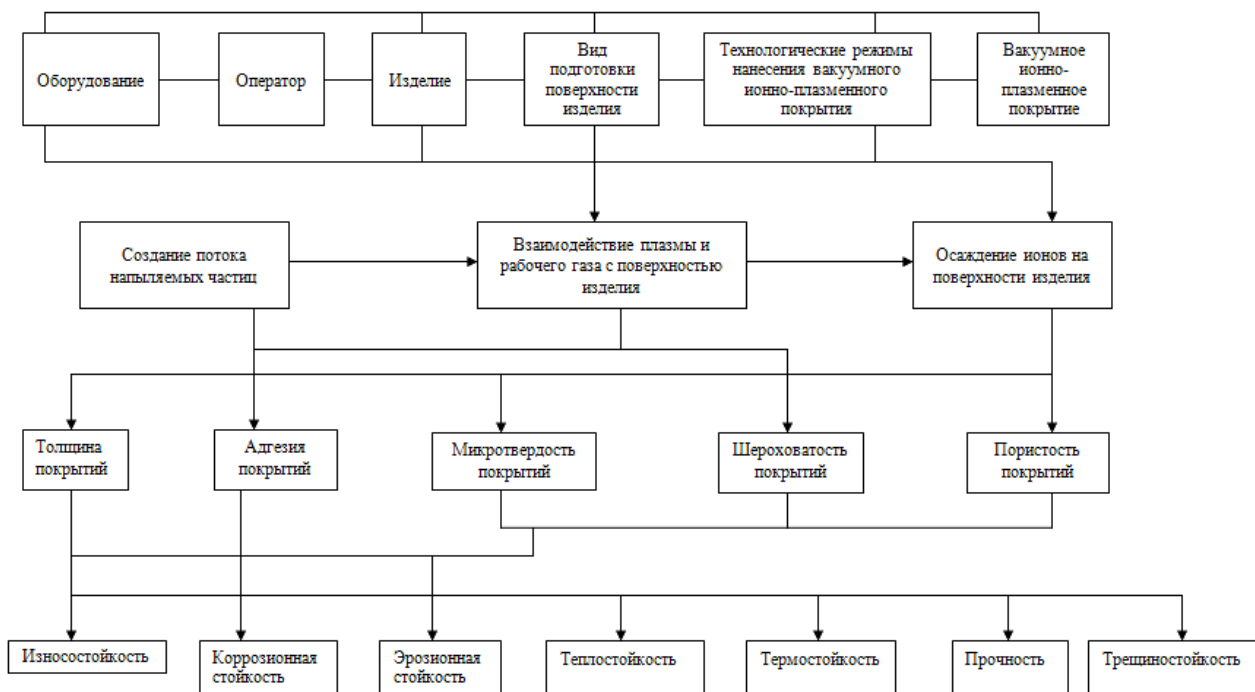 Оборудование
Оператор
Изделие
Вид
подготовки
поверхности
изделия
Технологические режимы
нанесения вакуумного
ионно-плазменного
покрытия
Вакуумное
ионно-
плазменное
покрытие
Создание потока
напыляемых частиц
Взаимодействие плазмы и
рабочего газа с поверхностью
изделия
Осаждение ионов на
поверхности изделия
Толщина
покрытий
Адгезия
покрытий
Микротвердость
покрытий
Шероховатость
покрытий
Пористость
покрытий
Износостойкость
Коррозионная
стойкость
Эрозионная
стойкость
Теплостойкость
Термостойкость
Прочность
Трещиностойкость